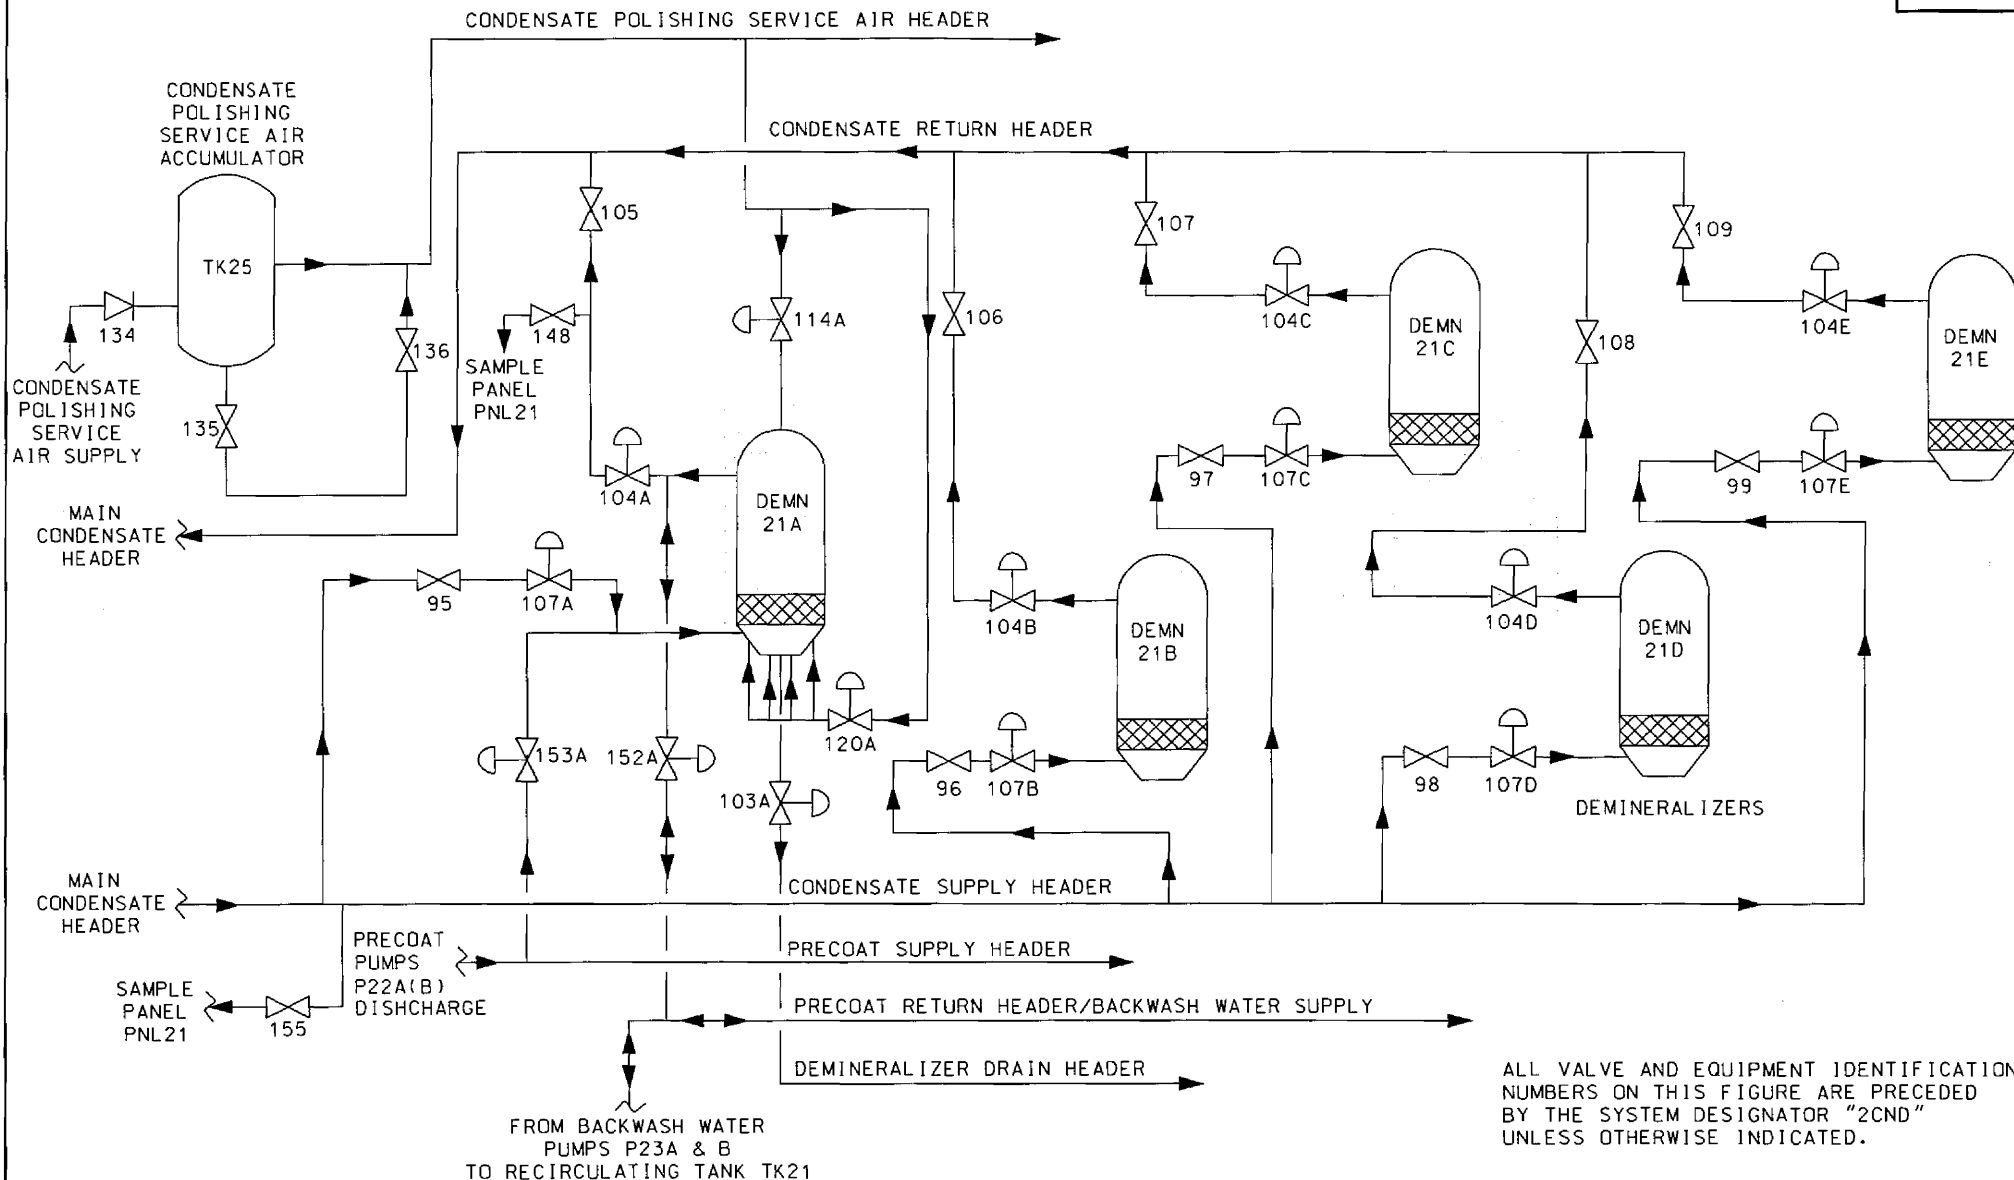 CONDENSATE POLISHING SERVICE AIR HEADER
CONDENSATE
POLISHING
SERVICE AIR
ACCUMULATOR
CONDENSATE RETURN HEADER
105
107
109
TK25
134
136
148
114A
106
104C
DEMN
21C
108
104E
DEMN
21E
SAMPLE
PANEL
PNL21
CONDENSATE
POLISHING
SERVICE
AIR SUPPLY
135
97
107C
99
107E
104A
DEMN
21A
MAIN
CONDENSATE
HEADER
95
107A
104B
DEMN
21B
104D
DEMN
21D
153A
152A
120A
103A
96
107B
98
107D
DEMINERALIZERS
MAIN
CONDENSATE
HEADER
CONDENSATE SUPPLY HEADER
PRECOAT
PUMPS
P22A(B)
DISHCHARGE
PRECOAT SUPPLY HEADER
SAMPLE
PANEL
PNL21
155
PRECOAT RETURN HEADER/BACKWASH WATER SUPPLY
DEMINERALIZER DRAIN HEADER
FROM BACKWASH WATER
PUMPS P23A & B
TO RECIRCULATING TANK TK21
ALL VALVE AND EQUIPMENT IDENTIFICATION
NUMBERS ON THIS FIGURE ARE PRECEDED
BY THE SYSTEM DESIGNATOR "2CND"
UNLESS OTHERWISE INDICATED.